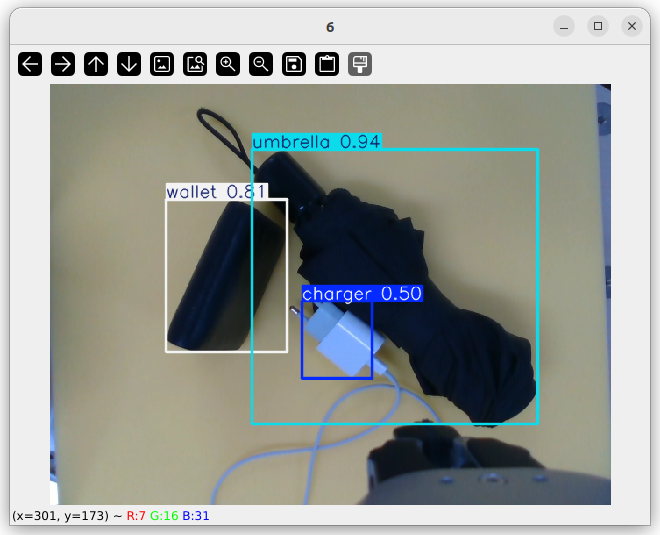 6
umbrella 0.94
wallet 0.81
charger 0.50
(x=301, y=173) ~ R:7 G:16 B:31